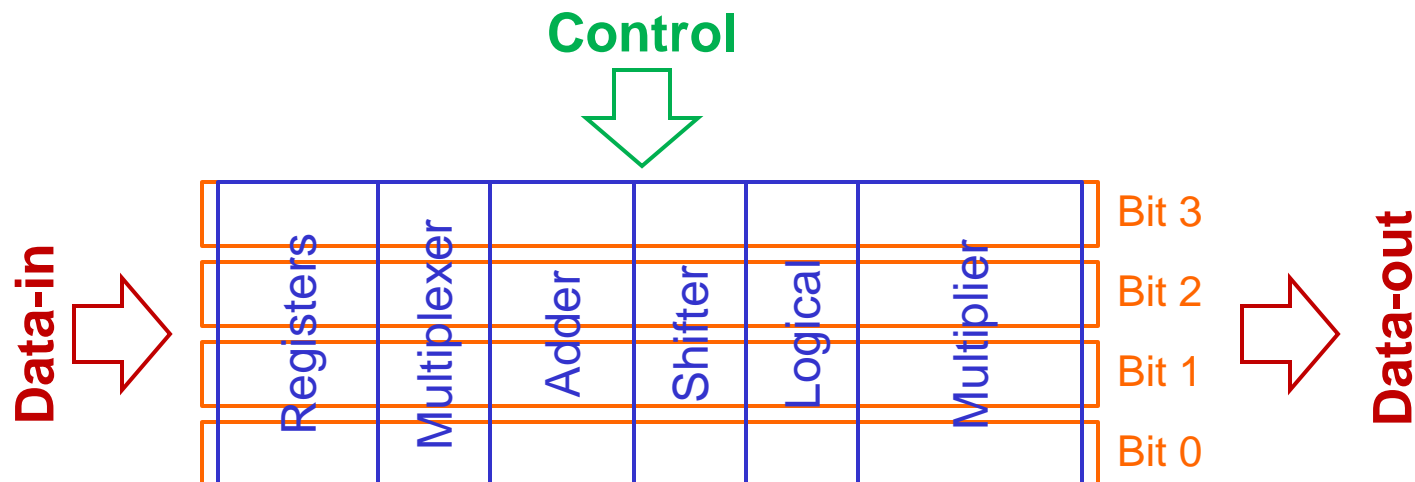 Control
Data-in
Registers
Multiplexer
Adder
Shifter
Logical
Multiplier
Bit 3
Bit 2
Bit 1
Bit 0
Data-out